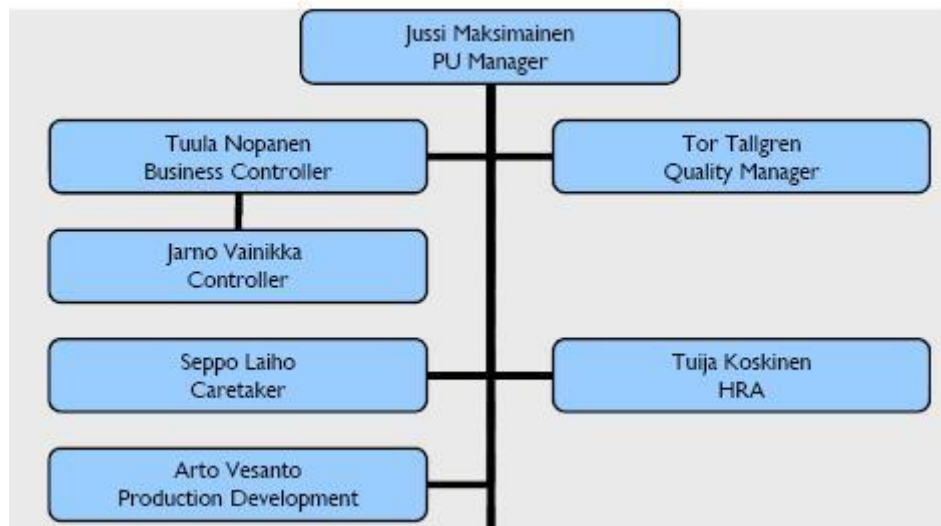 Jussi Maksimainen
PU Manager
Tuula Nopanen
Business Controller
Tor Tallgren
Quality Manager
Jarno Vainikka
Controller
Seppo Laiho
Caretaker
Tuija Koskinen
HRA
Arto Vesanto
Production Development